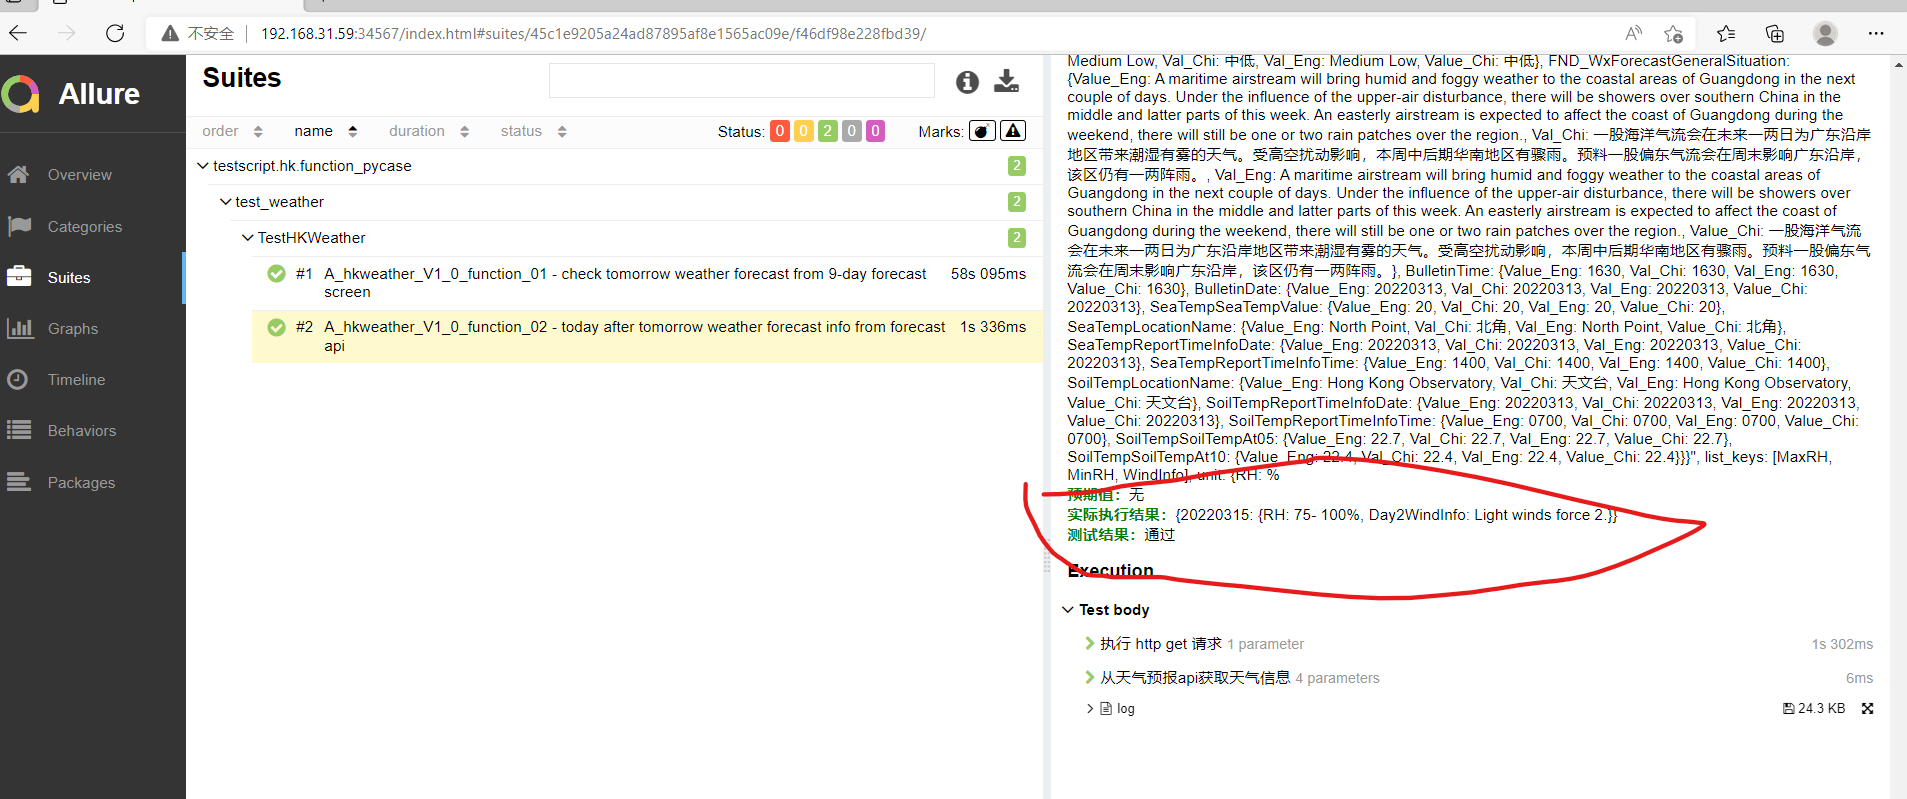 不安全
192.168.31.59:34567/index.html#suites/45c1e9205a24ad87895af8e1565ac09e/f46df98e228fbd39/
Allure
Overview
Categories
Suites
Graphs
Timeline
Behaviors
Packages
Suites
order name duration status
Status: 0 0 2 0 0 Marks:
testscript.hk.function_pycase 2
test_weather 2
TestHKWeather 2
#1 A_hkweather_V1_0_function_01 - check tomorrow weather forecast from 9-day forecast 58s 095ms
screen
#2 A_hkweather_V1_0_function_02 - today after tomorrow weather forecast info from forecast 1s 336ms
api
Medium Low, Val_Chi: 中低, Val_Eng: Medium Low, Value_Chi: 中低}, FND_WxForecastGeneralSituation:
{Value_Eng: A maritime airstream will bring humid and foggy weather to the coastal areas of Guangdong in the next
couple of days. Under the influence of the upper-air disturbance, there will be showers over southern China in the
middle and latter parts of this week. An easterly airstream is expected to affect the coast of Guangdong during the
weekend, there will still be one or two rain patches over the region., Val_Chi: 一股海洋气流会在未来一两日为广东沿岸
地区带来潮湿有雾的天气。受高空扰动影响，本周中后期华南地区有骤雨。预料一股偏东气流会在周末影响广东沿岸，
该区仍有一两阵雨。, Val_Eng: A maritime airstream will bring humid and foggy weather to the coastal areas of
Guangdong in the next couple of days. Under the influence of the upper-air disturbance, there will be showers over
southern China in the middle and latter parts of this week. An easterly airstream is expected to affect the coast of
Guangdong during the weekend, there will still be one or two rain patches over the region., Value_Chi: 一股海洋气流
会在未来一两日为广东沿岸地区带来潮湿有雾的天气。受高空扰动影响，本周中后期华南地区有骤雨。预料一股偏东气
流会在周末影响广东沿岸，该区仍有一两阵雨。}, BulletinTime: {Value_Eng: 1630, Val_Chi: 1630, Val_Eng: 1630,
Value_Chi: 1630}, BulletinDate: {Value_Eng: 20220313, Val_Chi: 20220313, Val_Eng: 20220313, Value_Chi:
20220313}, SeaTempSeaTempValue: {Value_Eng: 20, Val_Chi: 20, Val_Eng: 20, Value_Chi: 20},
SeaTempLocationName: {Value_Eng: North Point, Val_Chi: 北角, Val_Eng: North Point, Value_Chi: 北角},
SeaTempReportTimeInfoDate: {Value_Eng: 20220313, Val_Chi: 20220313, Val_Eng: 20220313, Value_Chi:
20220313}, SeaTempReportTimeInfoTime: {Value_Eng: 1400, Val_Chi: 1400, Val_Eng: 1400, Value_Chi: 1400},
SoilTempLocationName: {Value_Eng: Hong Kong Observatory, Val_Chi: 天文台, Val_Eng: Hong Kong Observatory,
Value_Chi: 天文台}, SoilTempReportTimeInfoDate: {Value_Eng: 20220313, Val_Chi: 20220313, Val_Eng: 20220313,
Value_Chi: 20220313}, SoilTempReportTimeInfoTime: {Value_Eng: 0700, Val_Chi: 0700, Val_Eng: 0700, Value_Chi:
0700}, SoilTempSoilTempAt05: {Value_Eng: 22.7, Val_Chi: 22.7, Val_Eng: 22.7, Value_Chi: 22.7},
SoilTempSoilTempAt10: {Value_Eng: 22.4, Val_Chi: 22.4, Val_Eng: 22.4, Value_Chi: 22.4}}}", list_keys: [MaxRH,
MinRH, WindInfo], unit: {RH: %
预期值：无
实际执行结果：{20220315: {RH: 75- 100%, Day2WindInfo: Light winds force 2.}}
测试结果：通过
Execution
Test body
执行 http get 请求 1 parameter 1s 302ms
从天气预报api获取天气信息 4 parameters 6ms
log 24.3 KB